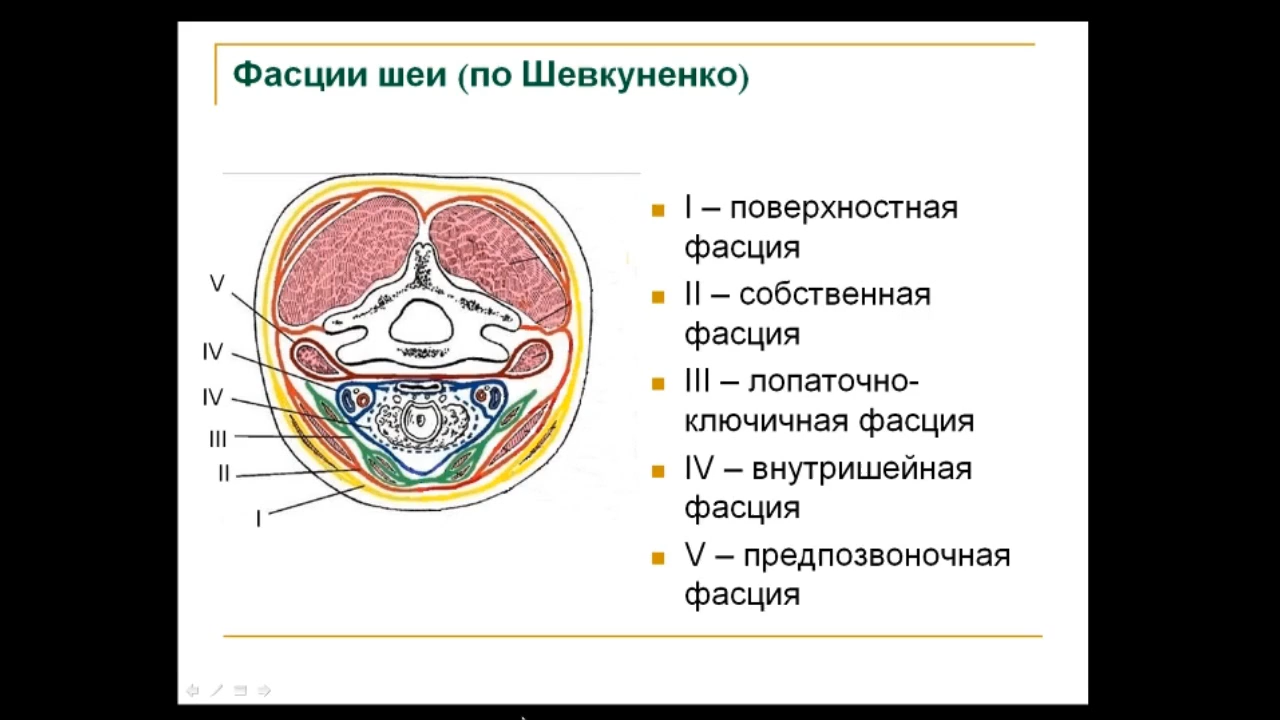 Фасции шеи (по Шевкуненко)
V
IV
IV
III
II
I
I – поверхностная
фасция
II – собственная
фасция
III – лопаточно-
ключичная фасция
IV – внутришейная
фасция
V – предпозвоночная
фасция